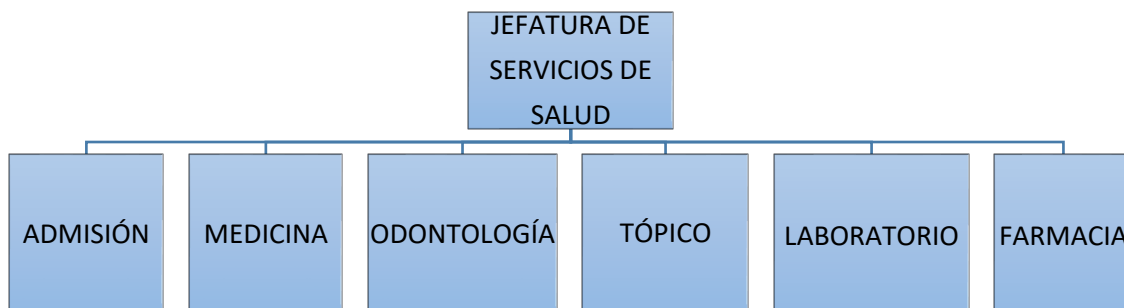 JEFATURA DE
SERVICIOS DE
SALUD
ADMISIÓN
MEDICINA
ODONTOLOGÍA
TÓPICO
LABORATORIO
FARMACIA